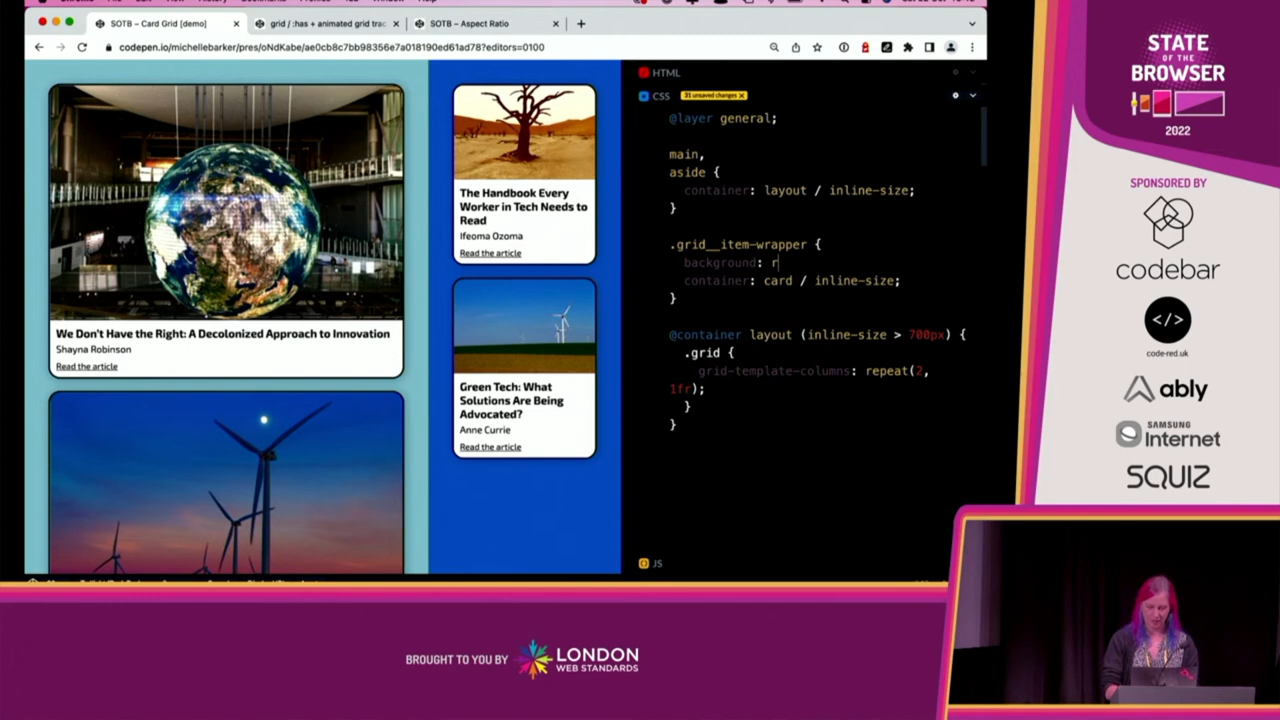 SOTB – Card Grid [demo]
grid / :has + animated grid trac
SOTB – Aspect Ratio
codepen.io/michellebarker/pres/oNdKabe/ae0cb8c7bb98356e7a018190ed61ad78?editors=0100
We Don't Have the Right: A Decolonized Approach to Innovation
Shayna Robinson
Read the article
The Handbook Every
Worker in Tech Needs to
Read
Ifeoma Ozoma
Read the article
Green Tech: What
Solutions Are Being
Advocated?
Anne Currie
Read the article
HTML
CSS
31 unsaved changes X
@layer general;
main,
aside {
container: layout / inline-size;
}
.grid__item-wrapper {
background: r
container: card / inline-size;
}
@container layout (inline-size > 700px) {
.grid {
grid-template-columns: repeat(2,
1fr);
}
}
JS
STATE
OF THE
BROWSER
2022
SPONSORED BY
codebar
</>
code-red.uk
ably
SAMSUNG
Internet
SQUIZ
BROUGHT TO YOU BY
LONDON
WEB STANDARDS